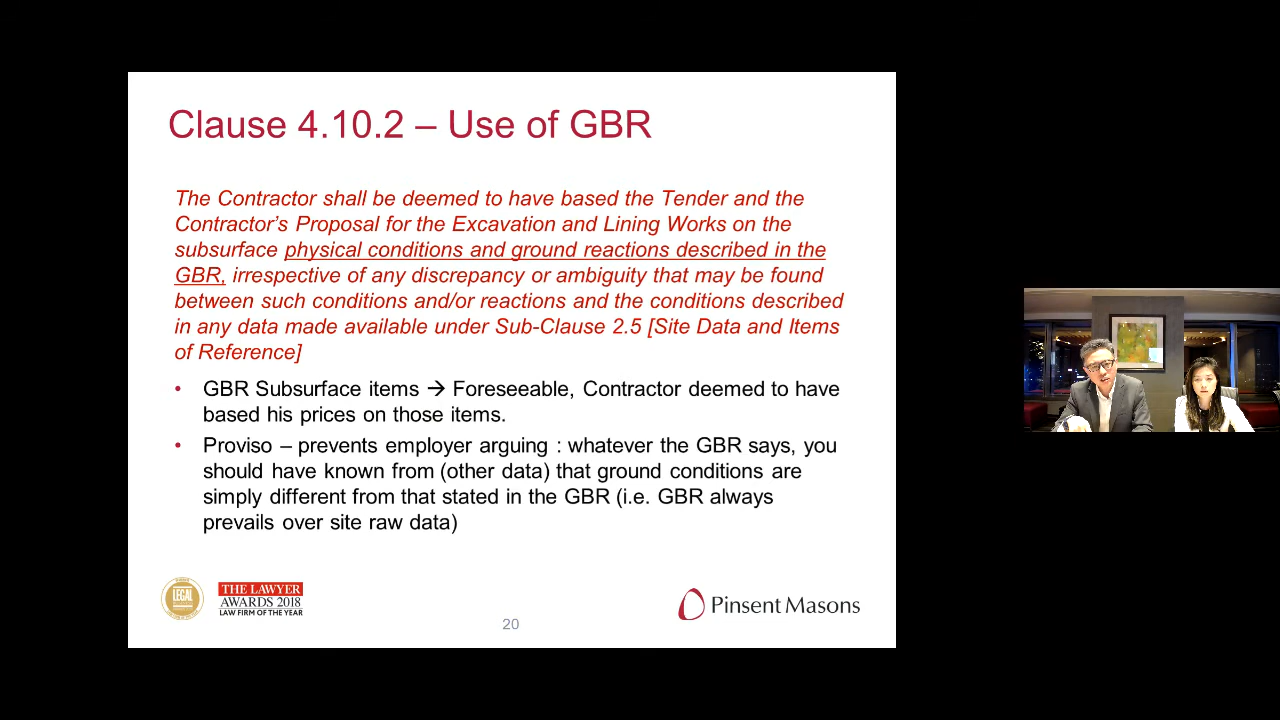 Clause 4.10.2 – Use of GBR
The Contractor shall be deemed to have based the Tender and the
Contractor's Proposal for the Excavation and Lining Works on the
subsurface physical conditions and ground reactions described in the
GBR, irrespective of any discrepancy or ambiguity that may be found
between such conditions and/or reactions and the conditions described
in any data made available under Sub-Clause 2.5 [Site Data and Items
of Reference]
• GBR Subsurface items → Foreseeable, Contractor deemed to have
based his prices on those items.
• Proviso – prevents employer arguing : whatever the GBR says, you
should have known from (other data) that ground conditions are
simply different from that stated in the GBR (i.e. GBR always
prevails over site raw data)
LEGAL
THE LAWYER
AWARDS 2018
LAW FIRM OF THE YEAR
Pinsent Masons
20